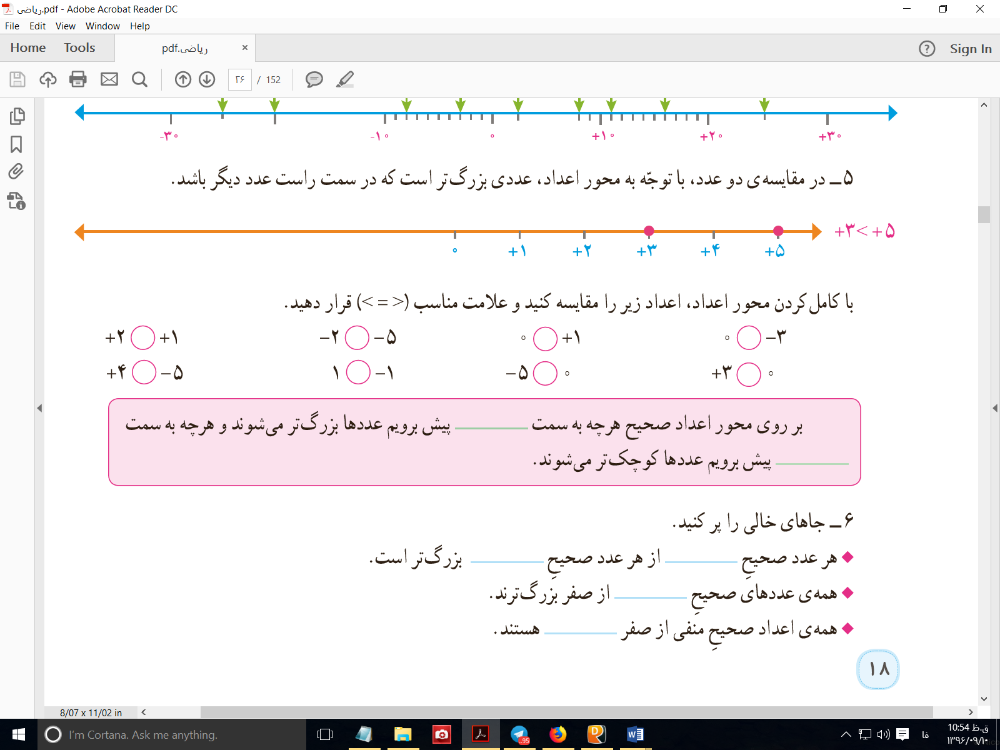 ریاضی.pdf - Adobe Acrobat Reader DC
File Edit View Window Help
Home Tools ریاضی.pdf × ? Sign In
۲۶ / 152
-۳۰ -۱۰ ۰ +۱۰ +۲۰ +۳۰
۵ــ در مقایسه‌ی دو عدد، با توجّه به محور اعداد، عددی بزرگ‌تر است که در سمت راست عدد دیگر باشد.
+۳<+۵
۰ +۱ +۲ +۳ +۴ +۵
با کامل‌کردن محور اعداد، اعداد زیر را مقایسه کنید و علامت مناسب (< = >) قرار دهید.
+۲ ○ +۱ −۲ ○ −۵ ۰ ○ +۱ ۰ ○ −۳
+۴ ○ −۵ ۱ ○ −۱ −۵ ○ ۰ +۳ ○ ۰
بر روی محور اعداد صحیح هرچه به سمت ______ پیش برویم عددها بزرگ‌تر می‌شوند و هرچه به سمت
______ پیش برویم عددها کوچک‌تر می‌شوند.
۶ــ جاهای خالی را پر کنید.
◆ هر عدد صحیحِ ______ از هر عدد صحیحِ ______ بزرگ‌تر است.
◆ همه‌ی عددهای صحیحِ ______ از صفر بزرگ‌ترند.
◆ همه‌ی اعداد صحیحِ منفی از صفر ______ هستند.
۱۸
8/07 x 11/02 in
I'm Cortana. Ask me anything.
..95
فا
10:54 ق.ظ
۱۳۹۶/۰۹/۱۰